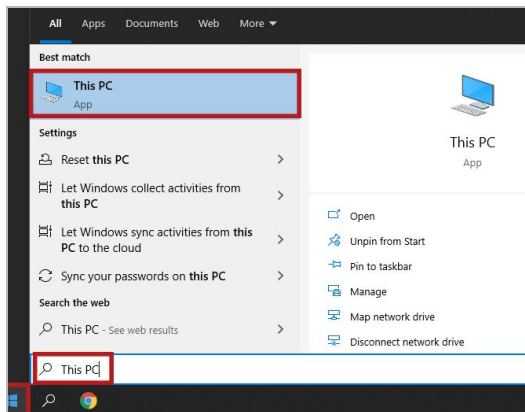 All Apps Documents Web More
Best match
This PC
App
Settings
Reset this PC
Let Windows collect activities from
this PC
Let Windows sync activities from this
PC to the cloud
Sync your passwords on this PC
Search the web
This PC - See web results
This PC
This PC
App
Open
Unpin from Start
Pin to taskbar
Manage
Map network drive
Disconnect network drive